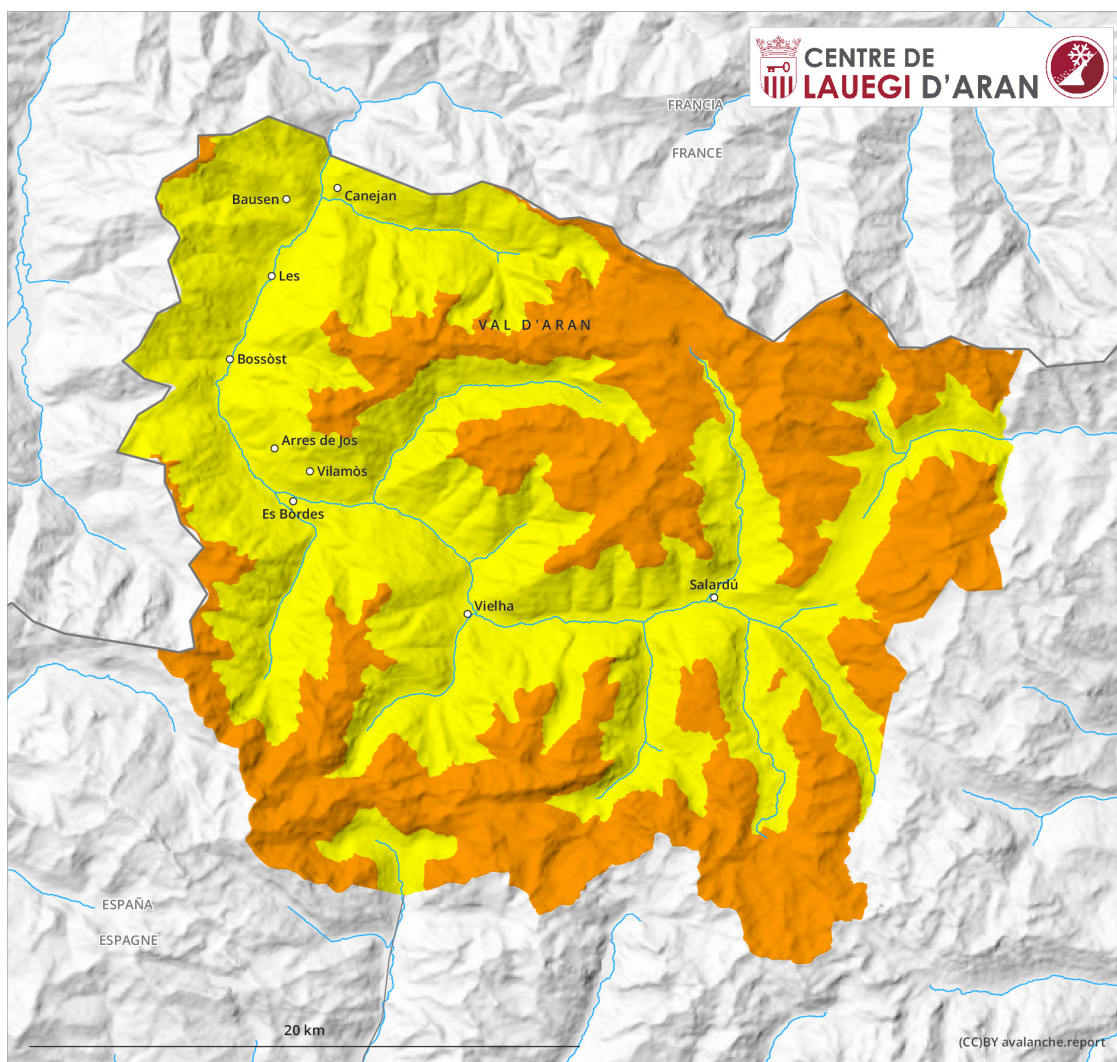 CENTRE DE
LAUEGI D'ARAN
FRANCIA
FRANCE
Bausen
Canejan
Les
VAL D'ARAN
Bossòst
Arres de Jos
Vilamòs
Es Bòrdes
Salardú
Vielha
ESPAÑA
ESPAGNE
20 km
(CC)BY avalanche.report